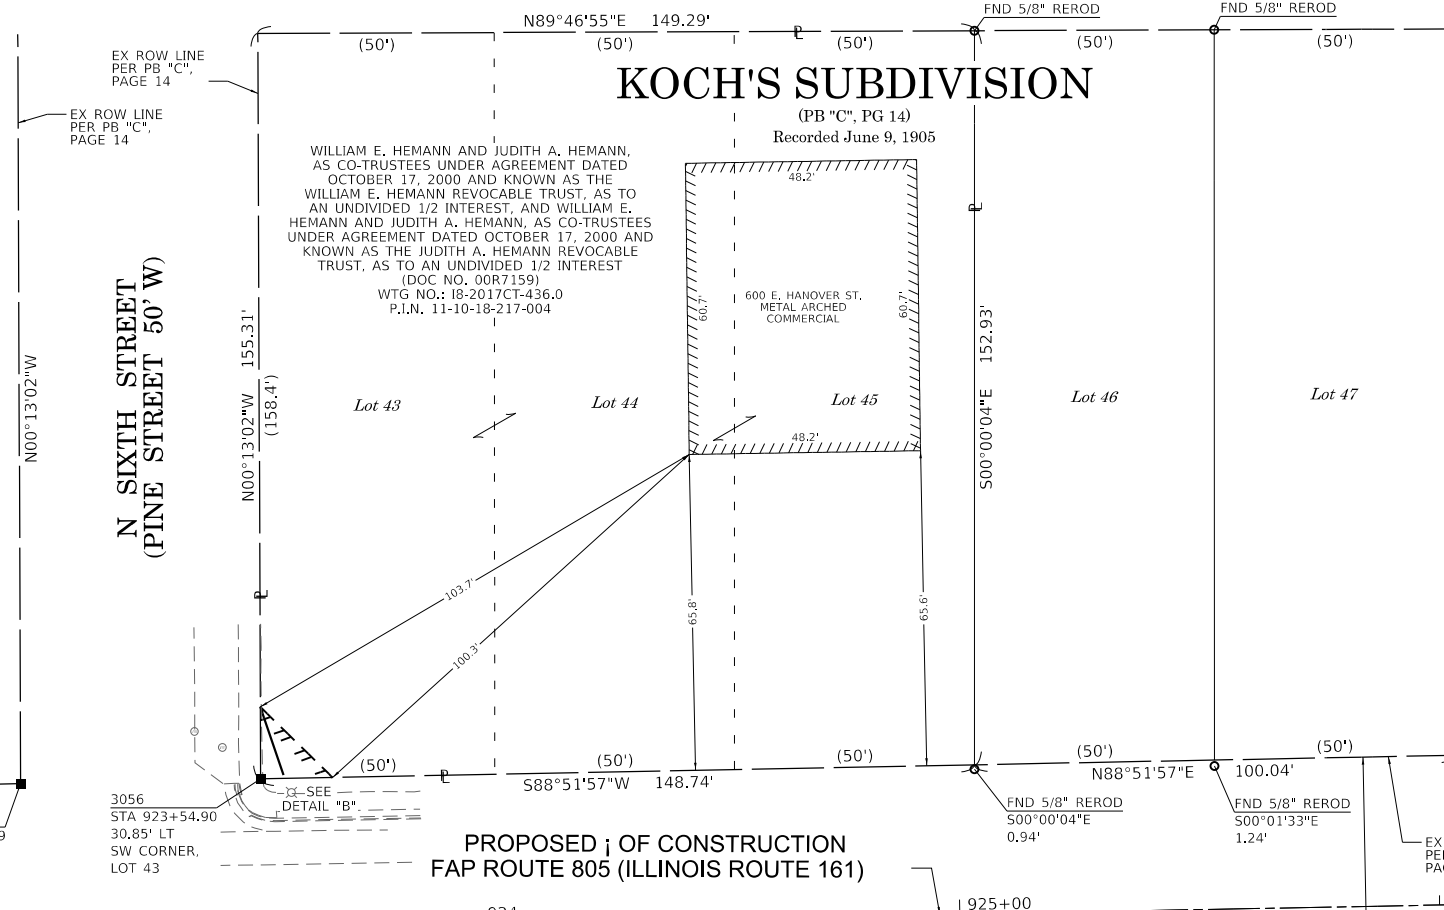 N89°46'55"E 149.29'
FND 5/8" REROD
FND 5/8" REROD
(50') (50') (50') (50') (50')
EX ROW LINE
PER PB "C",
PAGE 14
EX ROW LINE
PER PB "C",
PAGE 14
KOCH'S SUBDIVISION
(PB "C", PG 14)
Recorded June 9, 1905
WILLIAM E. HEMANN AND JUDITH A. HEMANN,
AS CO-TRUSTEES UNDER AGREEMENT DATED
OCTOBER 17, 2000 AND KNOWN AS THE
WILLIAM E. HEMANN REVOCABLE TRUST, AS TO
AN UNDIVIDED 1/2 INTEREST, AND WILLIAM E.
HEMANN AND JUDITH A. HEMANN, AS CO-TRUSTEES
UNDER AGREEMENT DATED OCTOBER 17, 2000 AND
KNOWN AS THE JUDITH A. HEMANN REVOCABLE
TRUST, AS TO AN UNDIVIDED 1/2 INTEREST
(DOC NO. 00R7159)
WTG NO.: I8-2017CT-436.0
P.I.N. 11-10-18-217-004
48.2'
60.7'
600 E. HANOVER ST.
METAL ARCHED
COMMERCIAL
60.7'
48.2'
N SIXTH STREET
(PINE STREET 50' W)
N00°13'02"W
N00°13'02"W 155.31'
(158.4')
S00°00'04"E 152.93'
Lot 43
Lot 44
Lot 45
Lot 46
Lot 47
103.7'
100.3'
65.8'
65.6'
(50') (50') (50') (50') (50')
S88°51'57"W 148.74'
N88°51'57"E 100.04'
SEE
DETAIL "B"
3056
STA 923+54.90
30.85' LT
SW CORNER,
LOT 43
FND 5/8" REROD
S00°00'04"E
0.94'
FND 5/8" REROD
S00°01'33"E
1.24'
PROPOSED ¡ OF CONSTRUCTION
FAP ROUTE 805 (ILLINOIS ROUTE 161)
EX
PE
PA
9
925+00